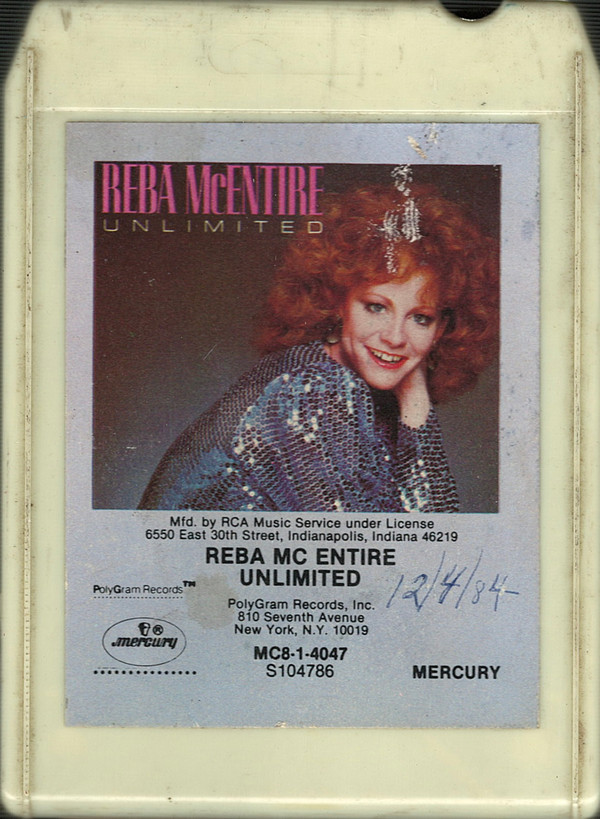 REBA McENTIRE
UNLIMITED
Mfd. by RCA Music Service under License
6550 East 30th Street, Indianapolis, Indiana 46219
REBA MC ENTIRE
UNLIMITED
12/4/84
PolyGram Records™
PolyGram Records, Inc.
810 Seventh Avenue
New York, N.Y. 10019
mercury ®
MC8-1-4047
S104786
MERCURY